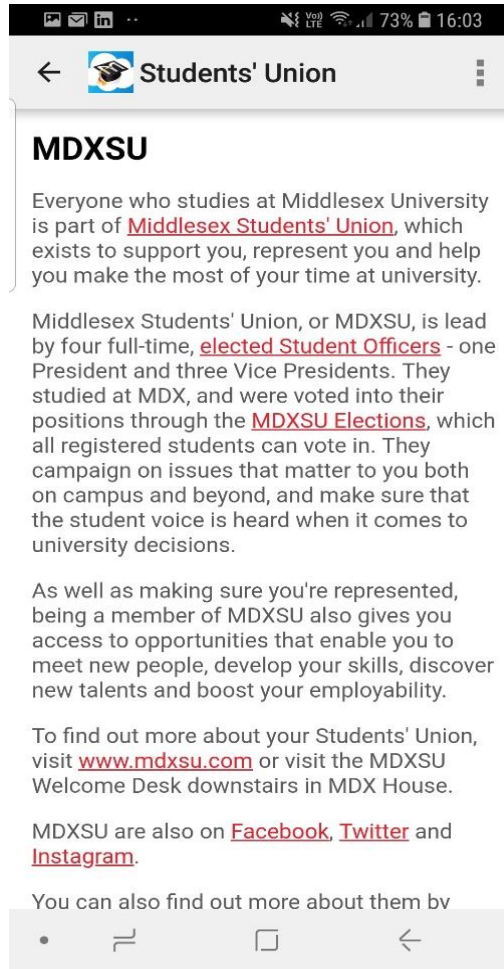 73% 16:03
Students' Union
MDXSU
Everyone who studies at Middlesex University
is part of Middlesex Students' Union, which
exists to support you, represent you and help
you make the most of your time at university.
Middlesex Students' Union, or MDXSU, is lead
by four full-time, elected Student Officers - one
President and three Vice Presidents. They
studied at MDX, and were voted into their
positions through the MDXSU Elections, which
all registered students can vote in. They
campaign on issues that matter to you both
on campus and beyond, and make sure that
the student voice is heard when it comes to
university decisions.
As well as making sure you're represented,
being a member of MDXSU also gives you
access to opportunities that enable you to
meet new people, develop your skills, discover
new talents and boost your employability.
To find out more about your Students' Union,
visit www.mdxsu.com or visit the MDXSU
Welcome Desk downstairs in MDX House.
MDXSU are also on Facebook, Twitter and
Instagram.
You can also find out more about them by